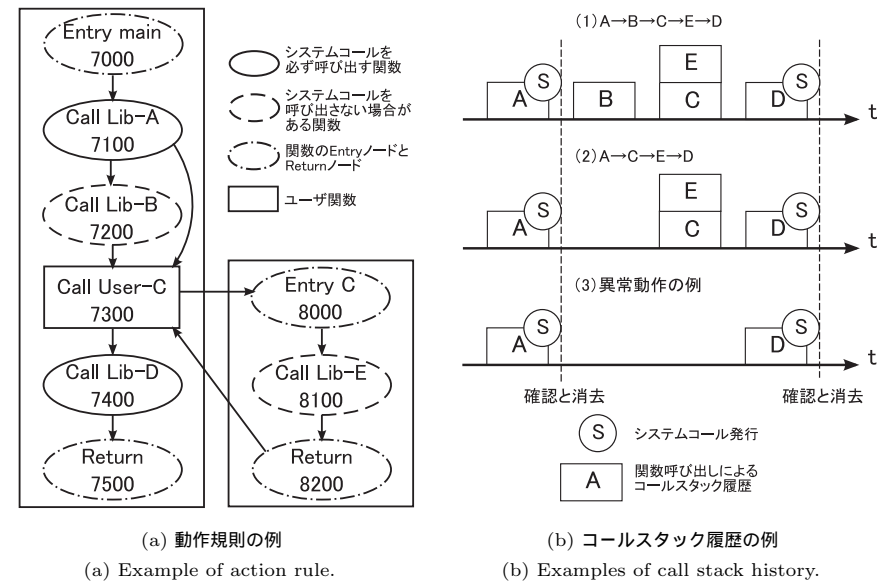 Entry main
7000
Call Lib-A
7100
Call Lib-B
7200
Call User-C
7300
Call Lib-D
7400
Return
7500
システムコールを
必ず呼び出す関数
システムコールを
呼び出さない場合が
ある関数
関数のEntryノードと
Returnノード
ユーザ関数
Entry C
8000
Call Lib-E
8100
Return
8200
(a) 動作規則の例
(a) Example of action rule.
(1)A→B→C→E→D
A
S
B
E
C
D
S
t
(2)A→C→E→D
A
S
E
C
D
S
t
(3)異常動作の例
A
S
D
S
t
確認と消去
確認と消去
S
システムコール発行
A
関数呼び出しによる
コールスタック履歴
(b) コールスタック履歴の例
(b) Examples of call stack history.